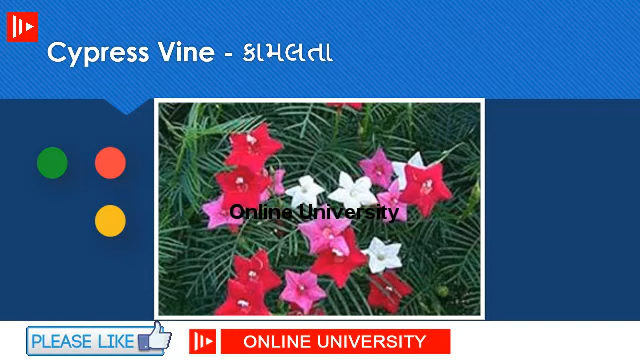 Cypress Vine - કામલતા
Online University
PLEASE LIKE
ONLINE UNIVERSITY